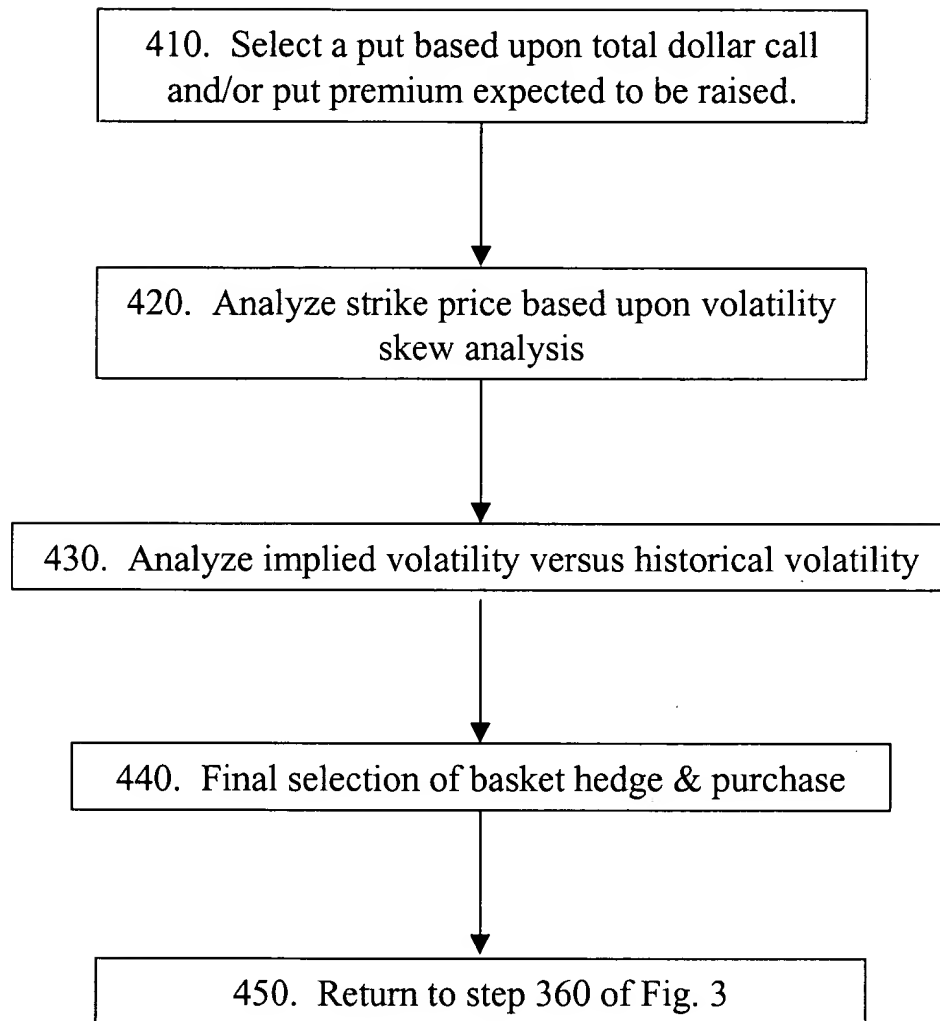 410. Select a put based upon total dollar call
and/or put premium expected to be raised.
420. Analyze strike price based upon volatility
skew analysis
430. Analyze implied volatility versus historical volatility
440. Final selection of basket hedge & purchase
450. Return to step 360 of Fig. 3